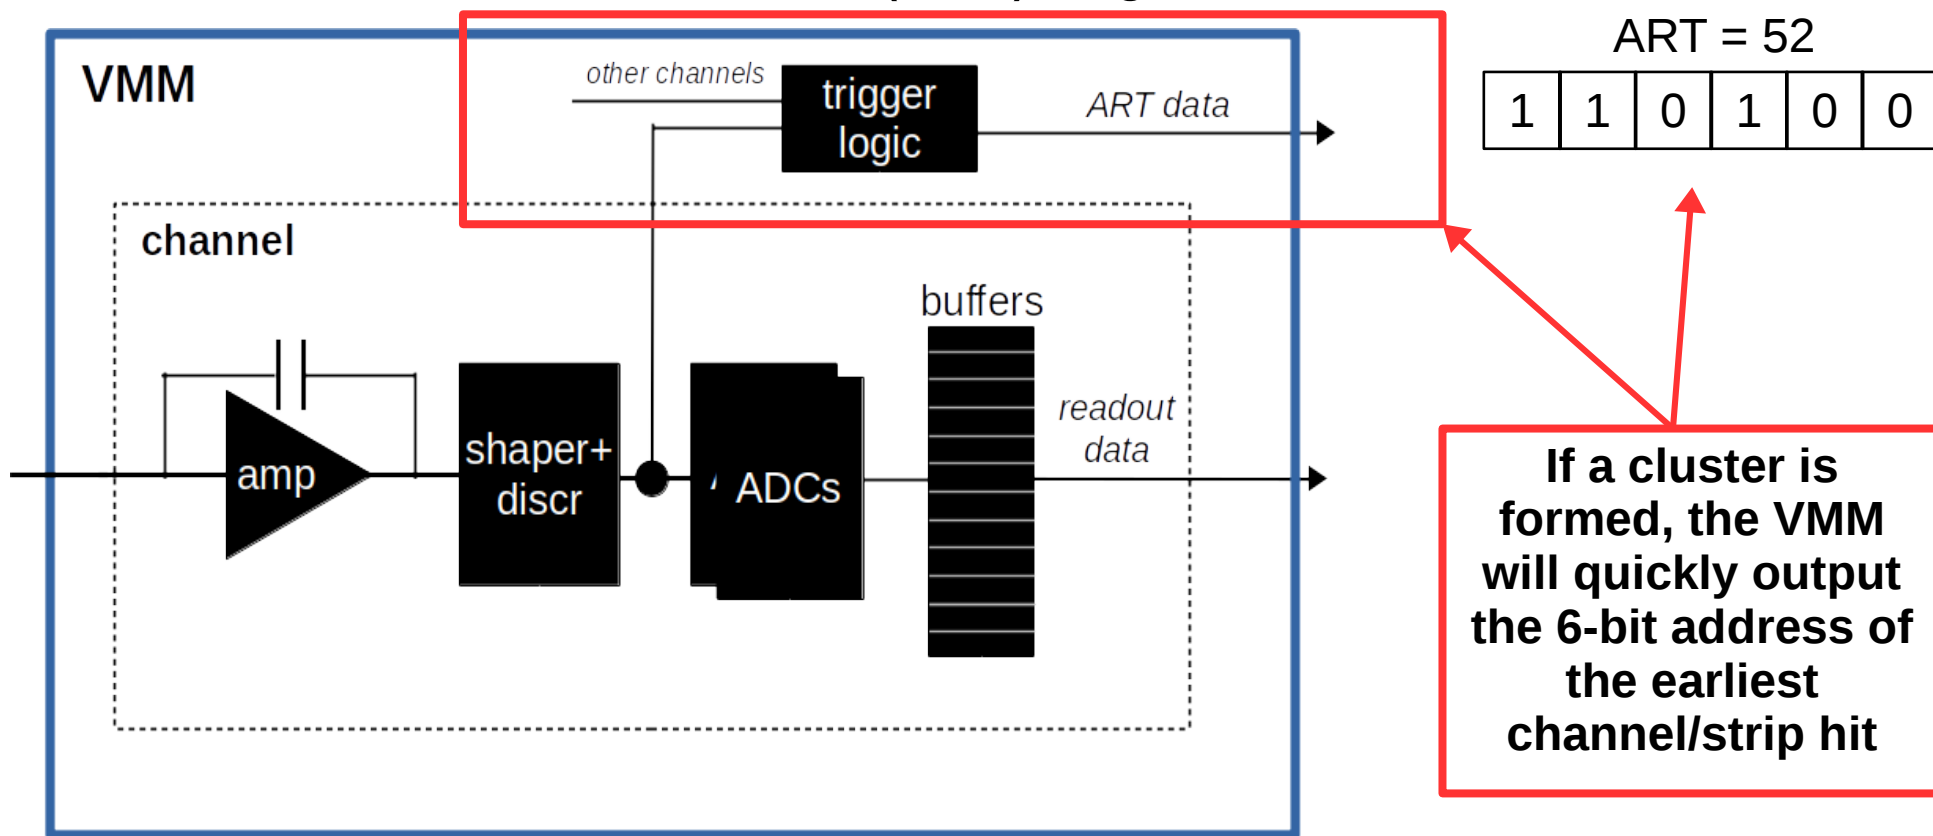 VMM
other channels
trigger
logic
ART data
ART = 52
1 1 0 1 0 0
channel
buffers
amp
shaper+
discr
ADCs
readout
data
If a cluster is
formed, the VMM
will quickly output
the 6-bit address of
the earliest
channel/strip hit